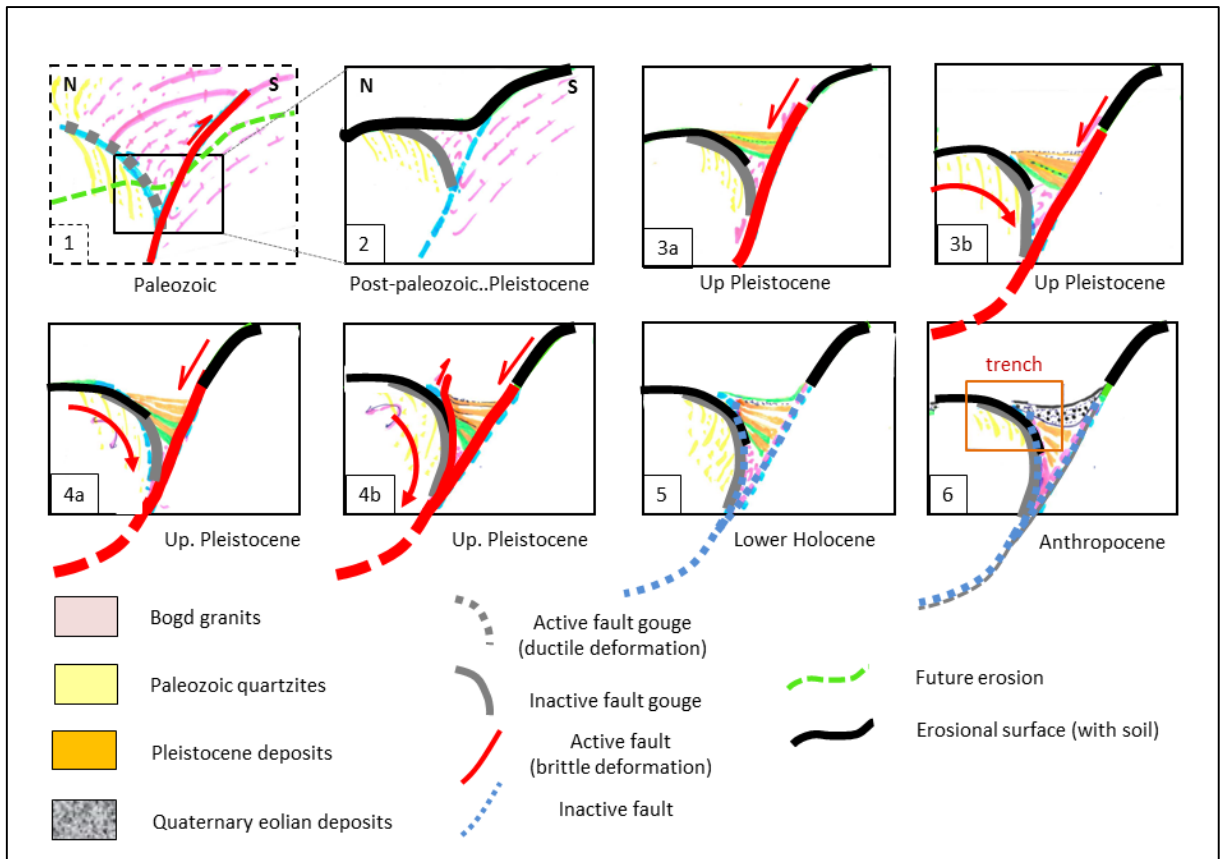 N
S
1
Paleozoic
N
S
2
Post-paleozoic..Pleistocene
3a
Up Pleistocene
3b
Up Pleistocene
4a
Up. Pleistocene
4b
Up. Pleistocene
5
Lower Holocene
trench
6
Anthropocene
Bogd granits
Paleozoic quartzites
Pleistocene deposits
Quaternary eolian deposits
Active fault gouge
(ductile deformation)
Inactive fault gouge
Active fault
(brittle deformation)
Inactive fault
Future erosion
Erosional surface (with soil)